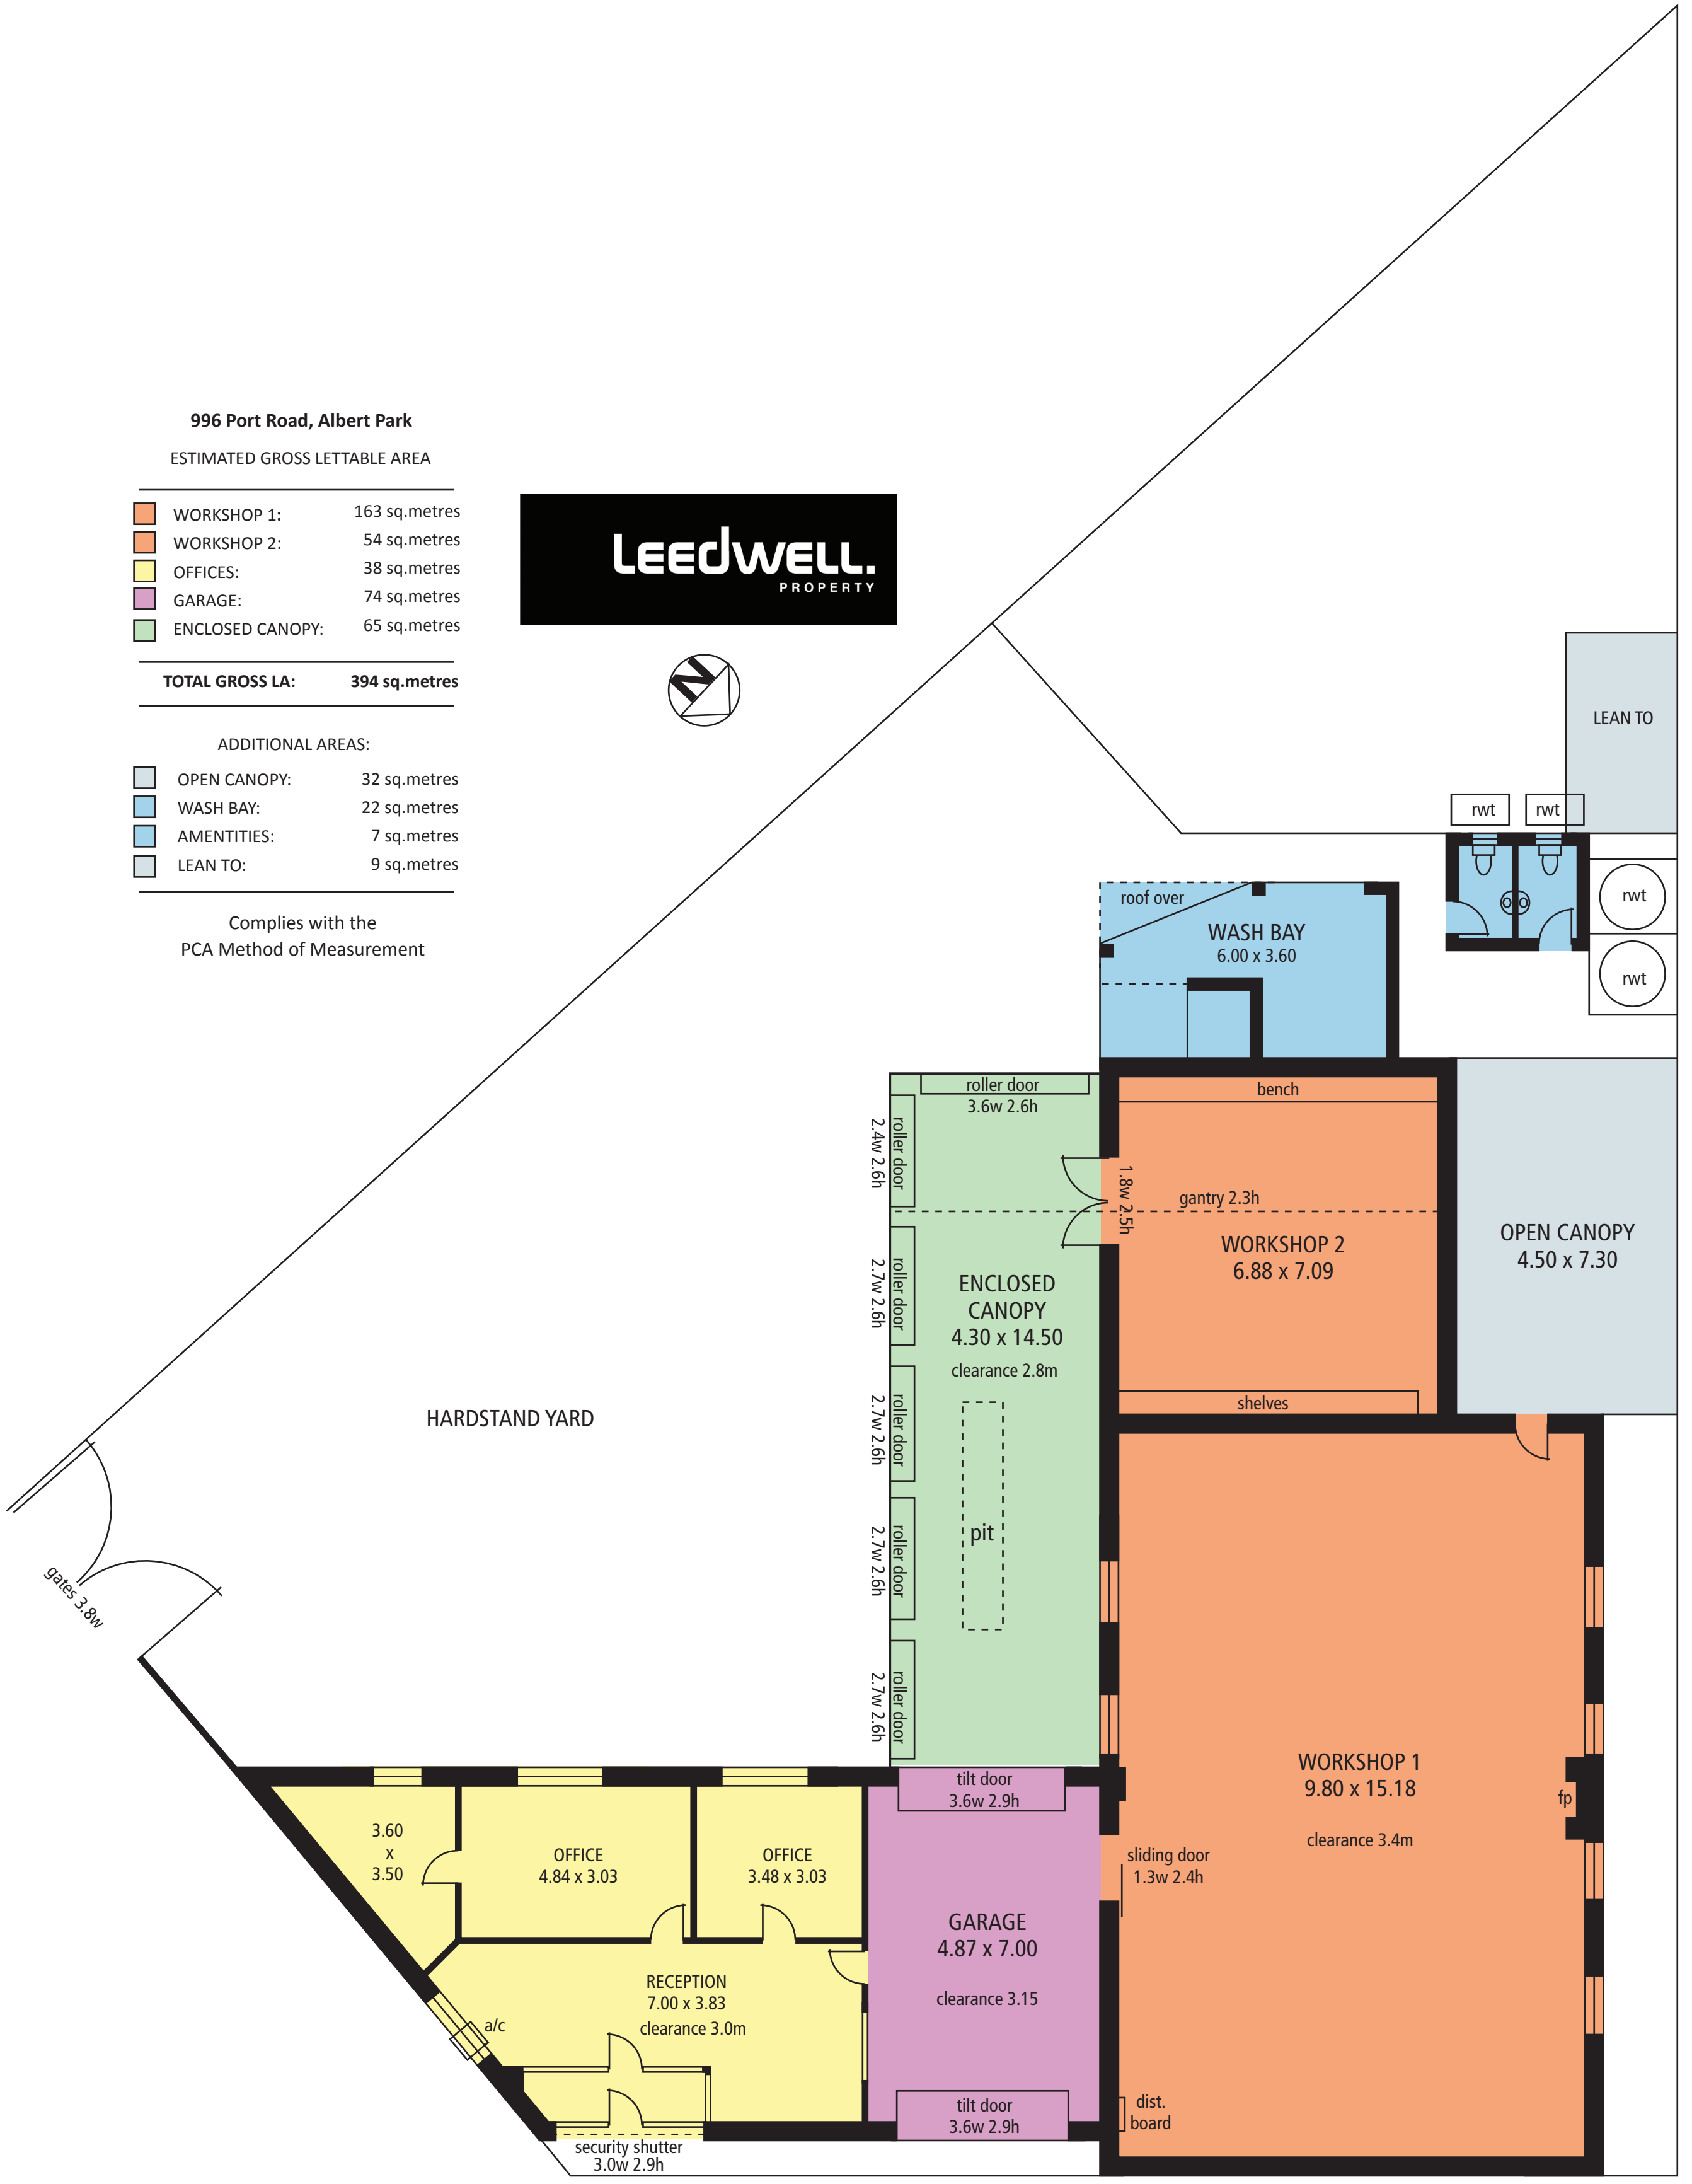 996 Port Road, Albert Park
ESTIMATED GROSS LETTABLE AREA
WORKSHOP 1: 163 sq.metres
WORKSHOP 2: 54 sq.metres
OFFICES: 38 sq.metres
GARAGE: 74 sq.metres
ENCLOSED CANOPY: 65 sq.metres
TOTAL GROSS LA: 394 sq.metres
ADDITIONAL AREAS:
OPEN CANOPY: 32 sq.metres
WASH BAY: 22 sq.metres
AMENTITIES: 7 sq.metres
LEAN TO: 9 sq.metres
Complies with the
PCA Method of Measurement
LEEDWELL.
PROPERTY
N
LEAN TO
rwt
rwt
rwt
rwt
roof over
WASH BAY
6.00 x 3.60
roller door
3.6w 2.6h
roller door
2.4w 2.6h
roller door
2.7w 2.6h
roller door
2.7w 2.6h
roller door
2.7w 2.6h
roller door
2.7w 2.6h
bench
1.8w 2.5h
gantry 2.3h
WORKSHOP 2
6.88 x 7.09
shelves
OPEN CANOPY
4.50 x 7.30
ENCLOSED
CANOPY
4.30 x 14.50
clearance 2.8m
pit
HARDSTAND YARD
gates 3.8w
WORKSHOP 1
9.80 x 15.18
clearance 3.4m
fp
tilt door
3.6w 2.9h
sliding door
1.3w 2.4h
3.60
x
3.50
OFFICE
4.84 x 3.03
OFFICE
3.48 x 3.03
GARAGE
4.87 x 7.00
clearance 3.15
RECEPTION
7.00 x 3.83
clearance 3.0m
a/c
tilt door
3.6w 2.9h
dist.
board
security shutter
3.0w 2.9h